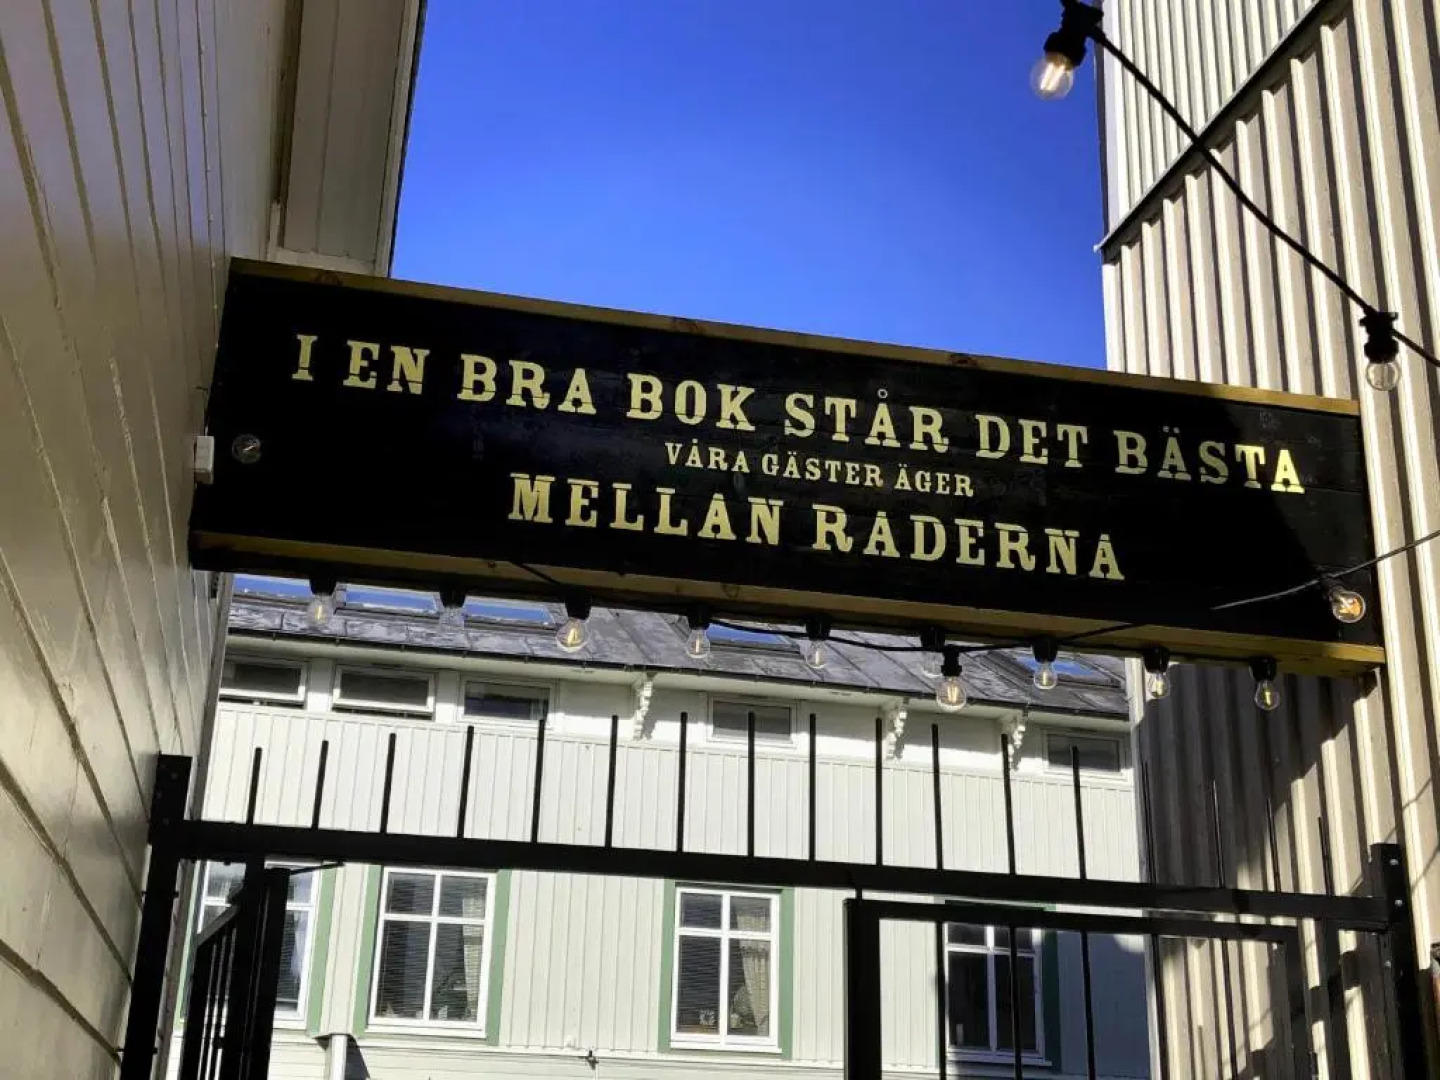 I EN BRA BOK STÅR DET BÄSTA
VÅRA GÄSTER ÄGER
MELLAN RADERNA